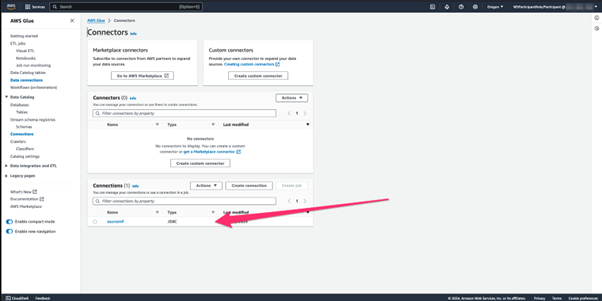 aws
Services
Search
[Option+S]
Oregon
WSParticipantRole/Participant @
AWS Glue
AWS Glue > Connectors
Getting started
ETL jobs
Visual ETL
Notebooks
Job run monitoring
Data Catalog tables
Data connections
Workflows (orchestration)
Data Catalog
Databases
Tables
Stream schema registries
Schemas
Connections
Crawlers
Classifiers
Catalog settings
Data Integration and ETL
Legacy pages
What's New
Documentation
AWS Marketplace
Enable compact mode
Enable new navigation
Connectors Info
Marketplace connectors
Subscribe to connectors from AWS partners to expand
your data sources.
Go to AWS Marketplace
Custom connectors
Provide your own connector to expand your data
sources. Creating custom connectors
Create custom connector
Connectors (0) Info
Actions
You can manage your connectors or use them to create connections.
Filter connectors by property
1
Name
Type
Last modified
No connectors
No connectors to display. You can create a custom
connector or get a Marketplace connector
Create custom connector
Connections (1) Info
Actions
Create connection
Create job
You can manage your connections or use a connection in a job.
Filter connections by property
1
Name
Type
Last modified
JDBC
CloudShell
Feedback
© 2024, Amazon Web Services, Inc. or its affiliates.
Privacy
Terms
Cookie preferences